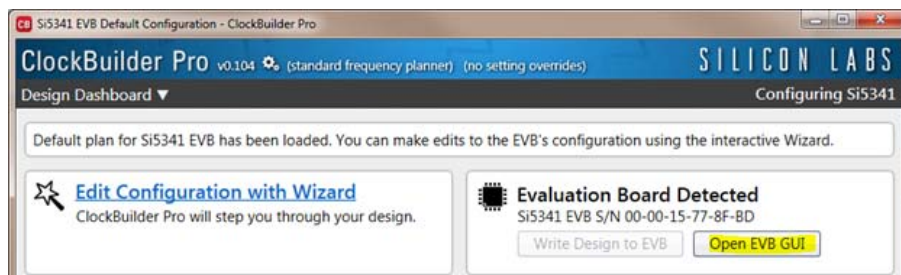 CB Si5341 EVB Default Configuration - ClockBuilder Pro
ClockBuilder Pro v0.104 (standard frequency planner) (no setting overrides) SILICON LABS
Design Dashboard ▼ Configuring Si5341
Default plan for Si5341 EVB has been loaded. You can make edits to the EVB's configuration using the interactive Wizard.
Edit Configuration with Wizard
ClockBuilder Pro will step you through your design.
Evaluation Board Detected
Si5341 EVB S/N 00-00-15-77-8F-BD
Write Design to EVB Open EVB GUI